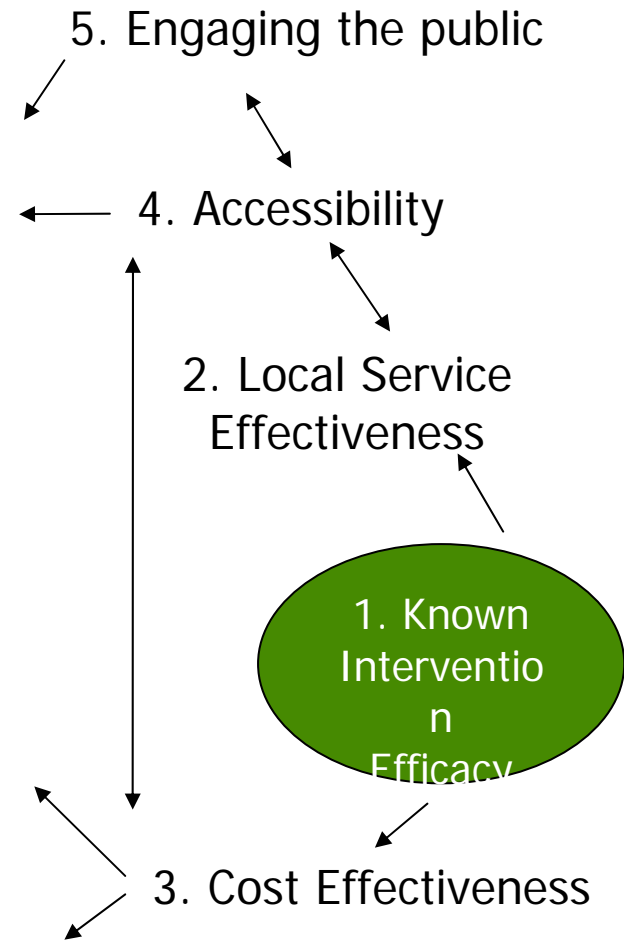 5. Engaging the public
4. Accessibility
2. Local Service
Effectiveness
1. Known
Interventio
n
Efficacy
3. Cost Effectiveness